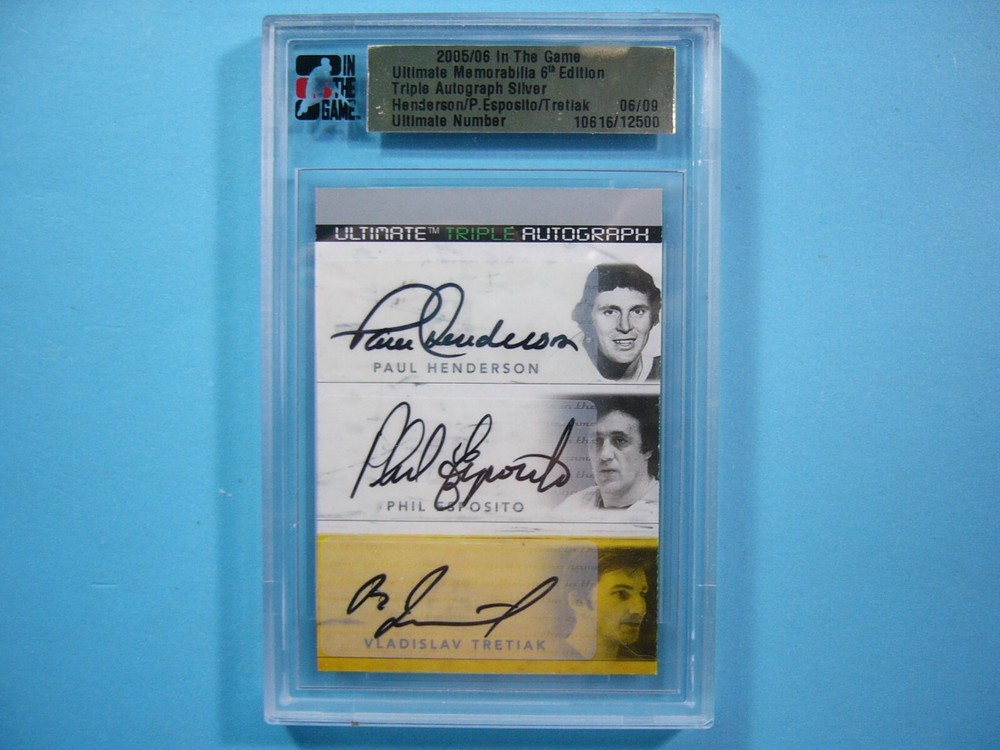 IN THE GAME
2005/06 In The Game
Ultimate Memorabilia 6th Edition
Triple Autograph Silver
Henderson/P.Esposito/Tretiak 06/09
Ultimate Number 10616/12500
ULTIMATE™ TRIPLE AUTOGRAPH
Paul Henderson
PAUL HENDERSON
Phil Esposito
PHIL ESPOSITO
VLADISLAV TRETIAK